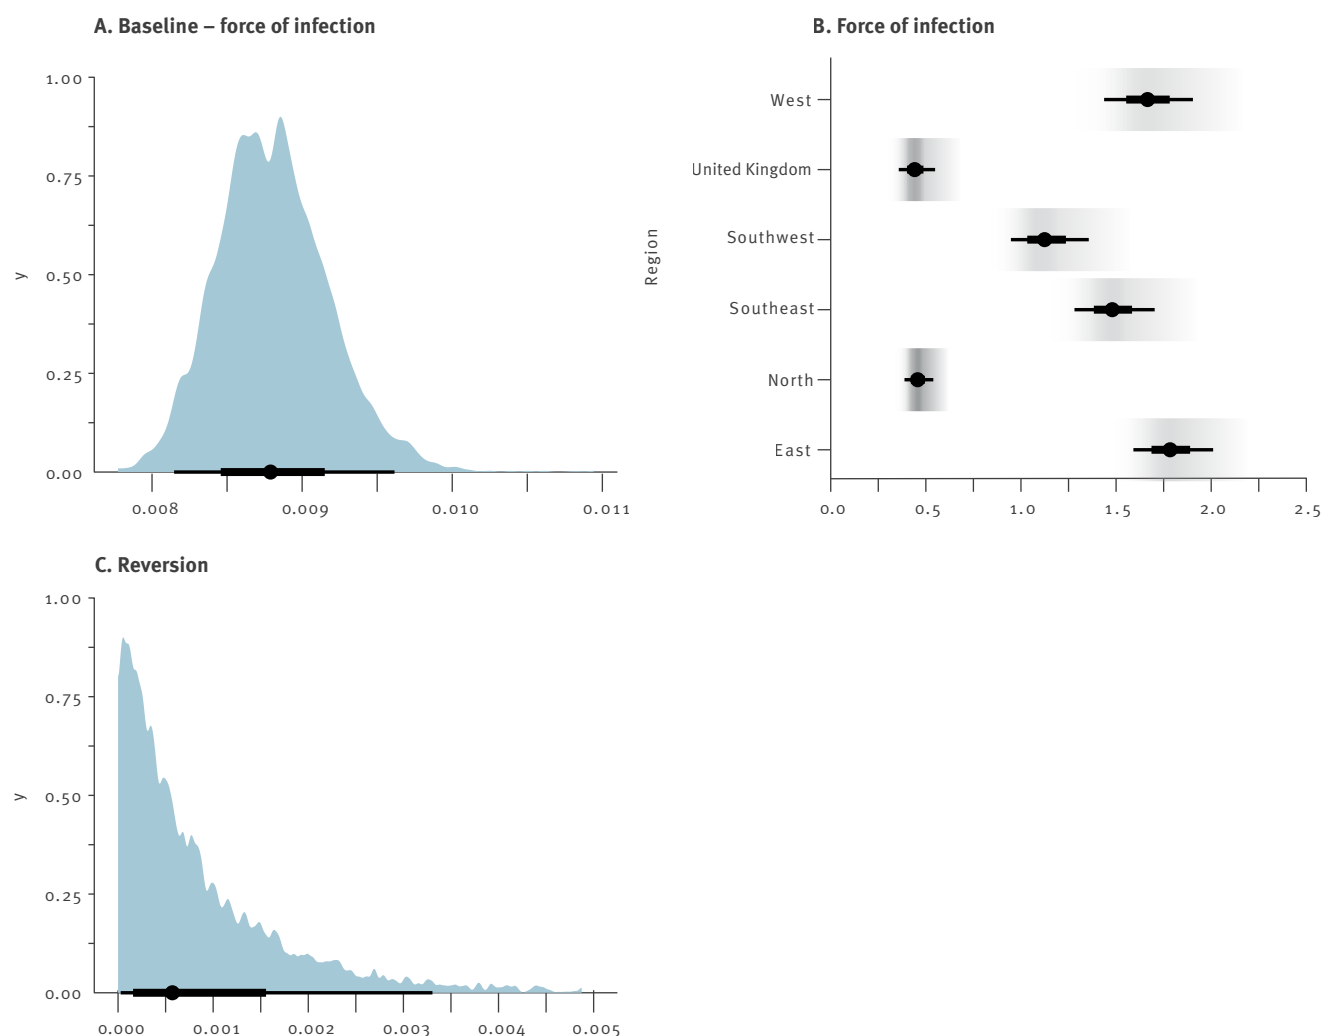 A. Baseline – force of infection
1.00
0.75
0.50
0.25
0.00
y
0.008 0.009 0.010 0.011
B. Force of infection
West
United Kingdom
Southwest
Southeast
North
East
Region
0.0 0.5 1.0 1.5 2.0 2.5
C. Reversion
1.00
0.75
0.50
0.25
0.00
y
0.000 0.001 0.002 0.003 0.004 0.005